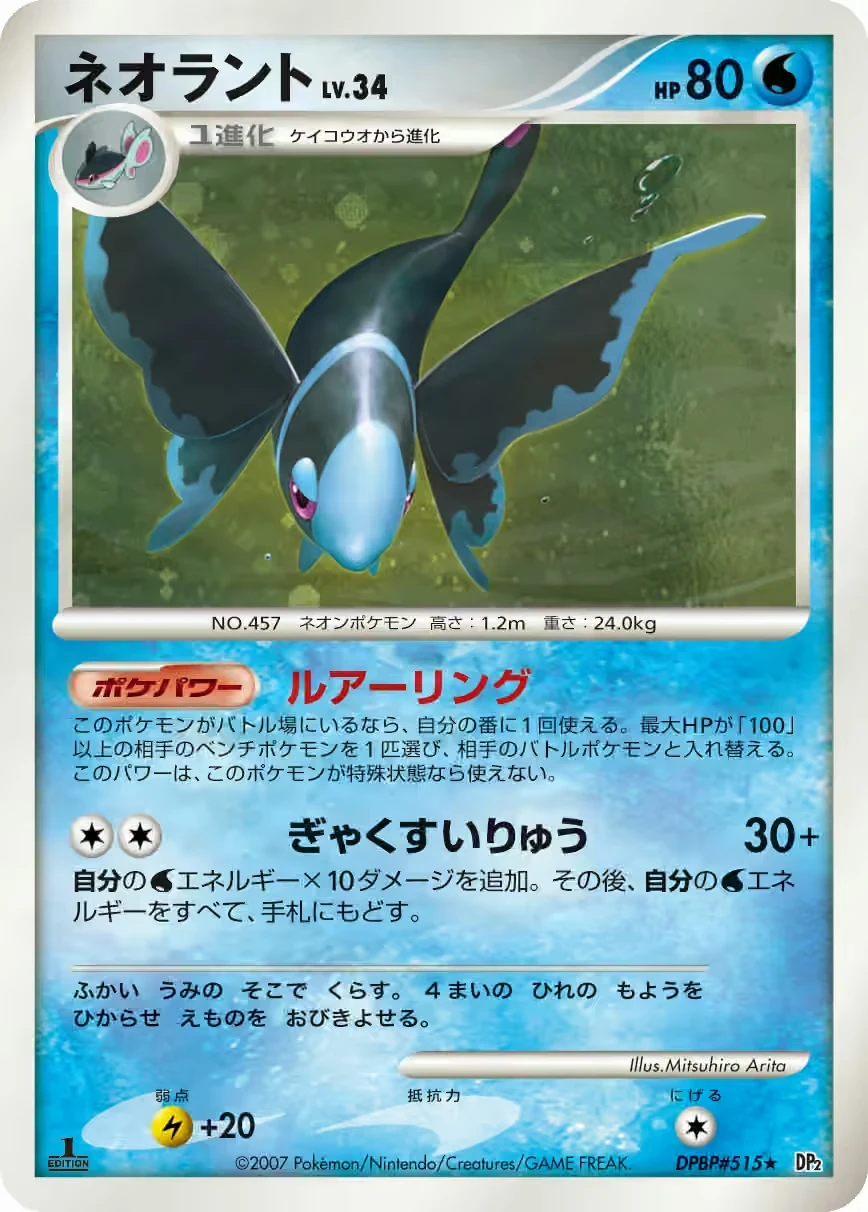 ネオラント LV.34 HP 80
1進化 ケイコウオから進化
NO.457 ネオンポケモン 高さ：1.2m 重さ：24.0kg
ポケパワー ルアーリング
このポケモンがバトル場にいるなら、自分の番に1回使える。最大HPが「100」
以上の相手のベンチポケモンを1匹選び、相手のバトルポケモンと入れ替える。
このパワーは、このポケモンが特殊状態なら使えない。
ぎゃくすいりゅう 30+
自分のエネルギー×10ダメージを追加。その後、自分のエネ
ルギーをすべて、手札にもどす。
ふかい うみの そこで くらす。 4まいの ひれの もようを
ひからせ えものを おびきよせる。
Illus.Mitsuhiro Arita
弱点 抵抗力 にげる
+20
1 EDITION
©2007 Pokémon/Nintendo/Creatures/GAME FREAK. DPBP#515★ DP2